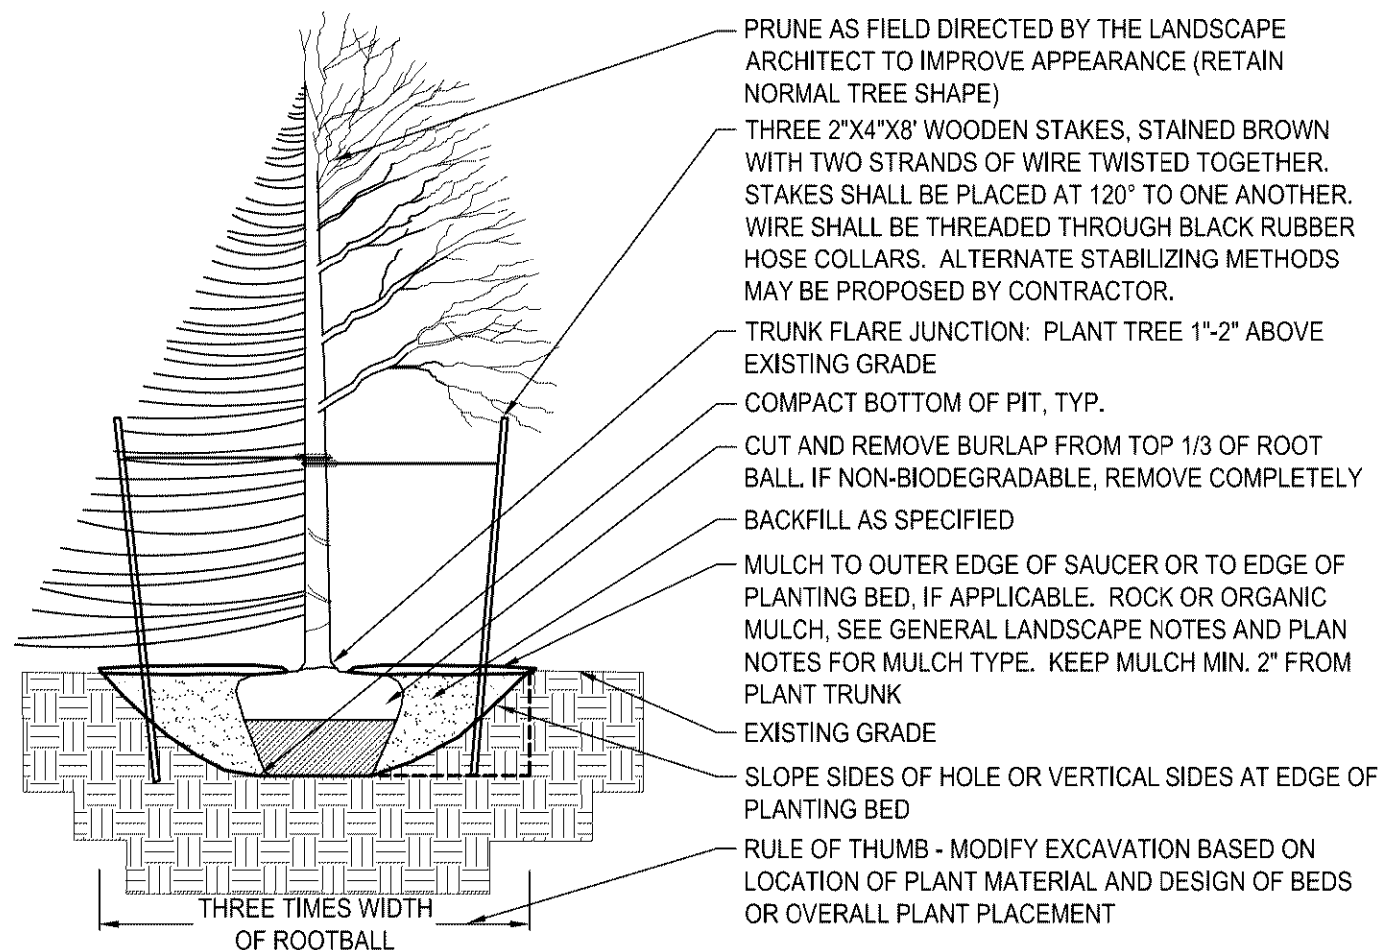 PRUNE AS FIELD DIRECTED BY THE LANDSCAPE
ARCHITECT TO IMPROVE APPEARANCE (RETAIN
NORMAL TREE SHAPE)
THREE 2"X4"X8' WOODEN STAKES, STAINED BROWN
WITH TWO STRANDS OF WIRE TWISTED TOGETHER.
STAKES SHALL BE PLACED AT 120° TO ONE ANOTHER.
WIRE SHALL BE THREADED THROUGH BLACK RUBBER
HOSE COLLARS. ALTERNATE STABILIZING METHODS
MAY BE PROPOSED BY CONTRACTOR.
TRUNK FLARE JUNCTION: PLANT TREE 1"-2" ABOVE
EXISTING GRADE
COMPACT BOTTOM OF PIT, TYP.
CUT AND REMOVE BURLAP FROM TOP 1/3 OF ROOT
BALL. IF NON-BIODEGRADABLE, REMOVE COMPLETELY
BACKFILL AS SPECIFIED
MULCH TO OUTER EDGE OF SAUCER OR TO EDGE OF
PLANTING BED, IF APPLICABLE. ROCK OR ORGANIC
MULCH, SEE GENERAL LANDSCAPE NOTES AND PLAN
NOTES FOR MULCH TYPE. KEEP MULCH MIN. 2" FROM
PLANT TRUNK
EXISTING GRADE
SLOPE SIDES OF HOLE OR VERTICAL SIDES AT EDGE OF
PLANTING BED
RULE OF THUMB - MODIFY EXCAVATION BASED ON
LOCATION OF PLANT MATERIAL AND DESIGN OF BEDS
OR OVERALL PLANT PLACEMENT
THREE TIMES WIDTH
OF ROOTBALL